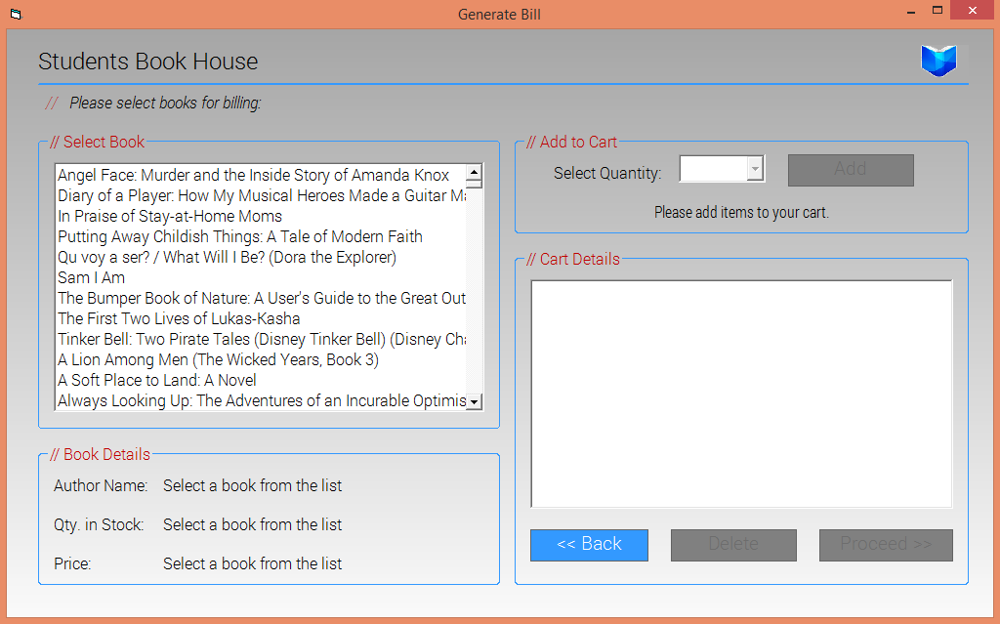 Generate Bill
Students Book House
// Please select books for billing:
// Select Book
Angel Face: Murder and the Inside Story of Amanda Knox
Diary of a Player: How My Musical Heroes Made a Guitar Ma
In Praise of Stay-at-Home Moms
Putting Away Childish Things: A Tale of Modern Faith
Qu voy a ser? / What Will I Be? (Dora the Explorer)
Sam I Am
The Bumper Book of Nature: A User's Guide to the Great Out
The First Two Lives of Lukas-Kasha
Tinker Bell: Two Pirate Tales (Disney Tinker Bell) (Disney Cha
A Lion Among Men (The Wicked Years, Book 3)
A Soft Place to Land: A Novel
Always Looking Up: The Adventures of an Incurable Optimis
// Book Details
Author Name: Select a book from the list
Qty. in Stock: Select a book from the list
Price: Select a book from the list
// Add to Cart
Select Quantity: Add
Please add items to your cart.
// Cart Details
<< Back Delete Proceed >>